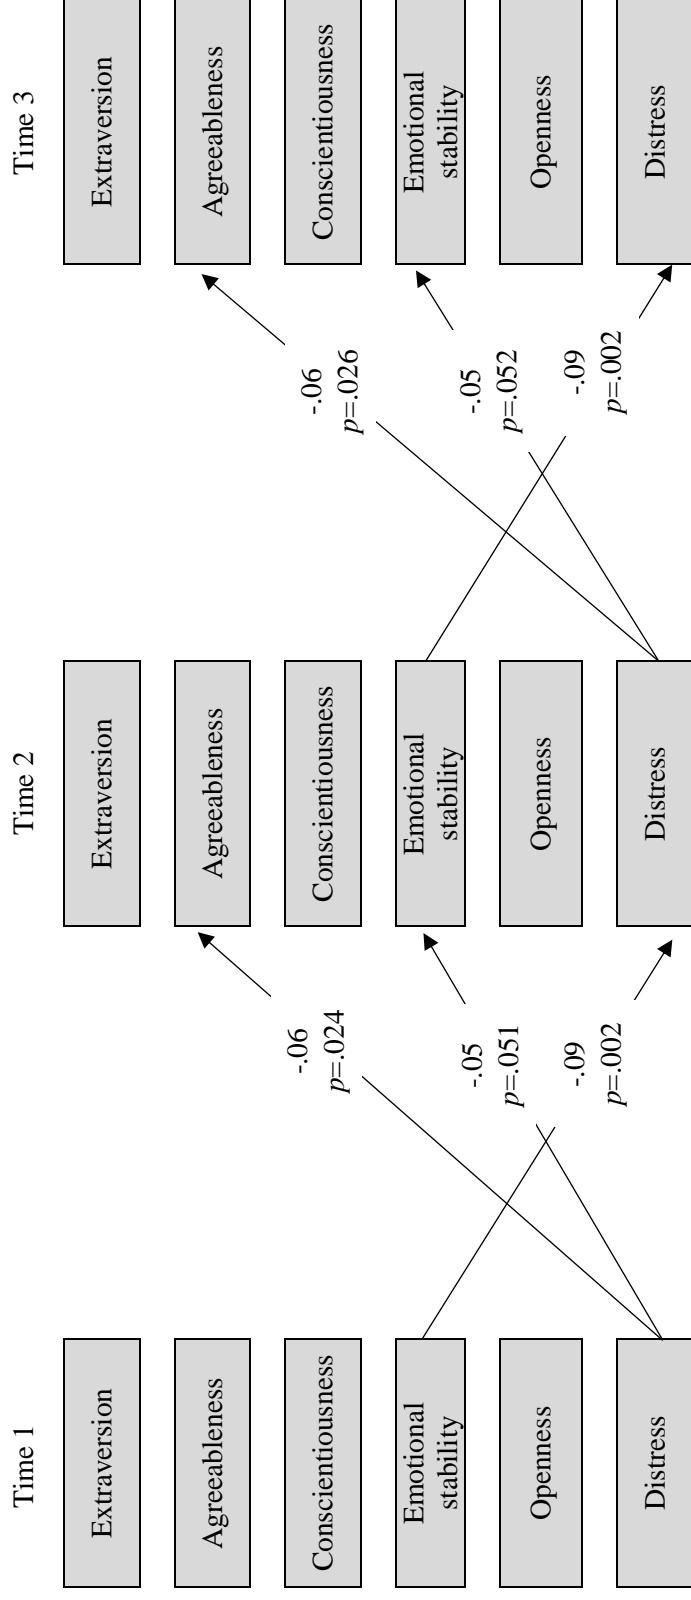 Time 1
Time 2
Time 3
Extraversion
Extraversion
Extraversion
Agreeableness
Agreeableness
Agreeableness
Conscientiousness
Conscientiousness
Conscientiousness
Emotional
stability
Emotional
stability
Emotional
stability
Openness
Openness
Openness
Distress
Distress
Distress
-.06
p=.024
-.05
p=.051
-.09
p=.002
-.06
p=.026
-.05
p=.052
-.09
p=.002